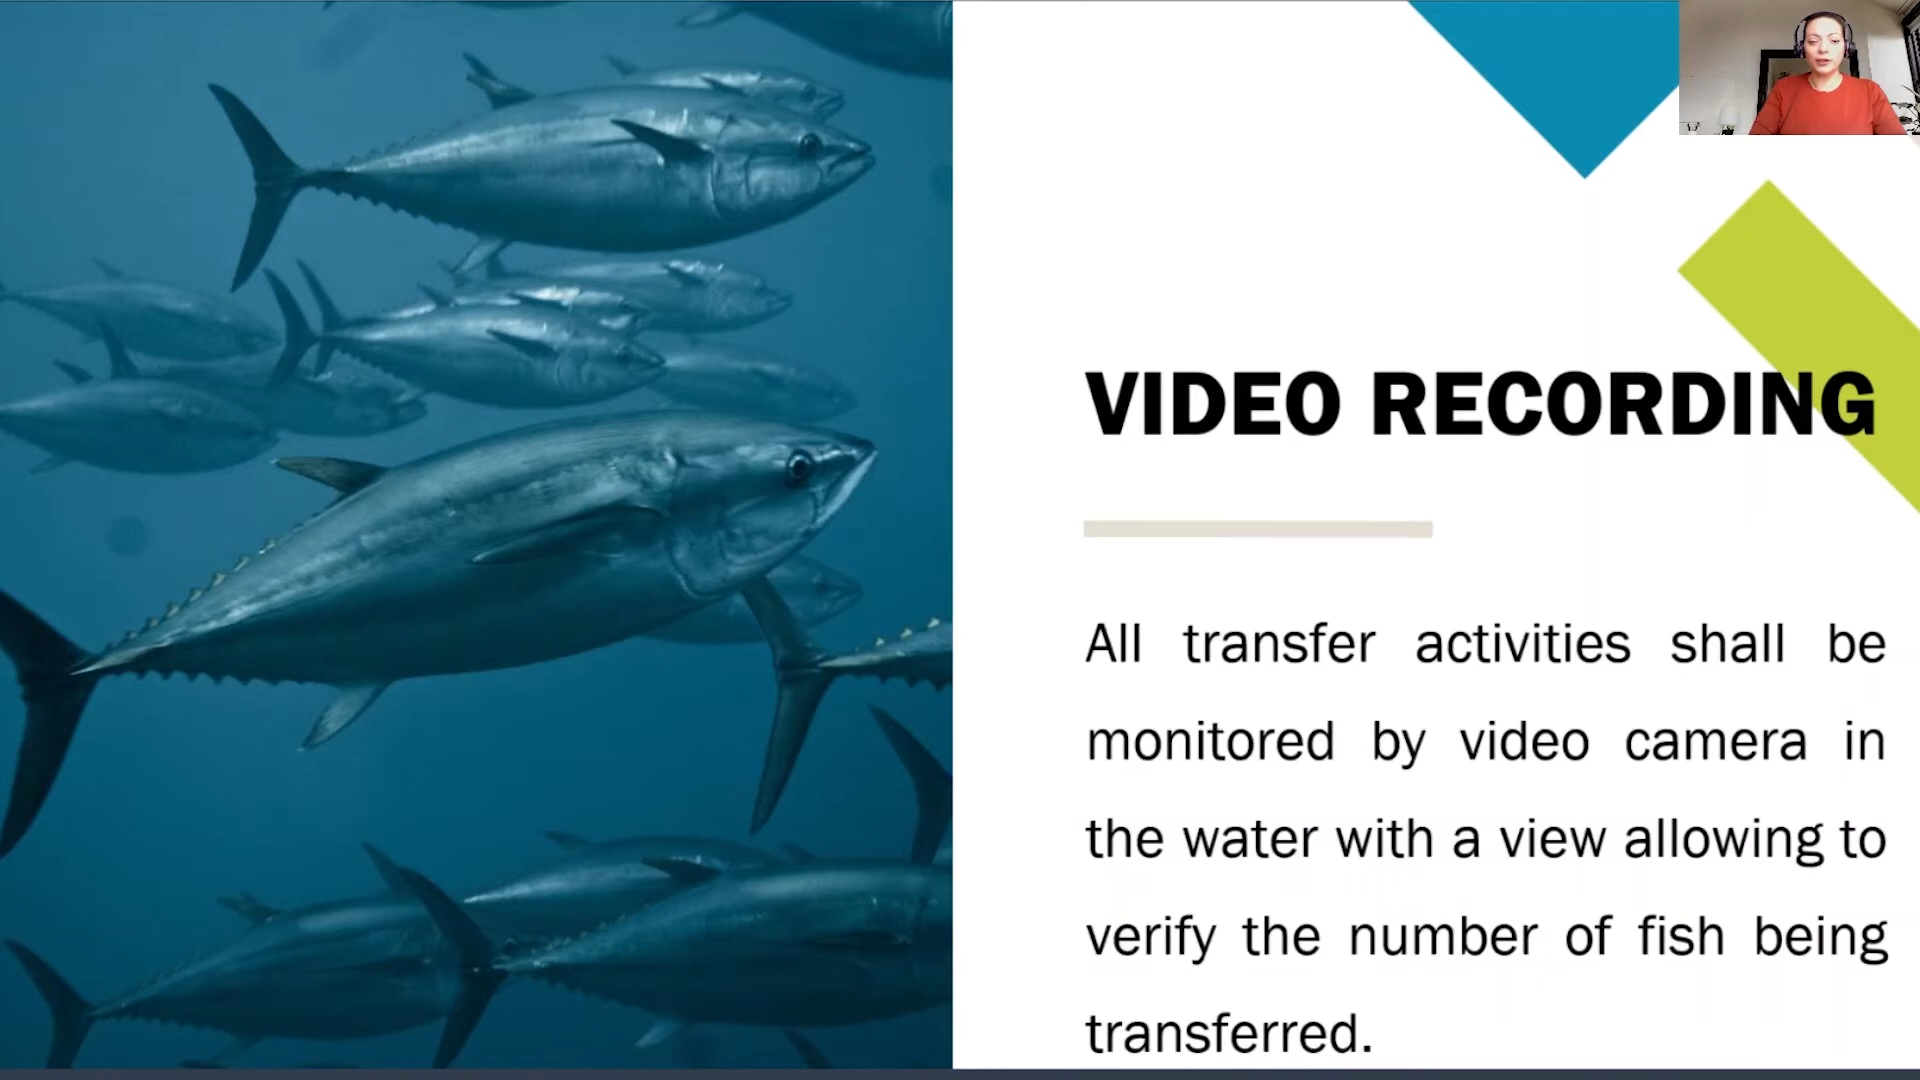 VIDEO RECORDING
All transfer activities shall be
monitored by video camera in
the water with a view allowing to
verify the number of fish being
transferred.